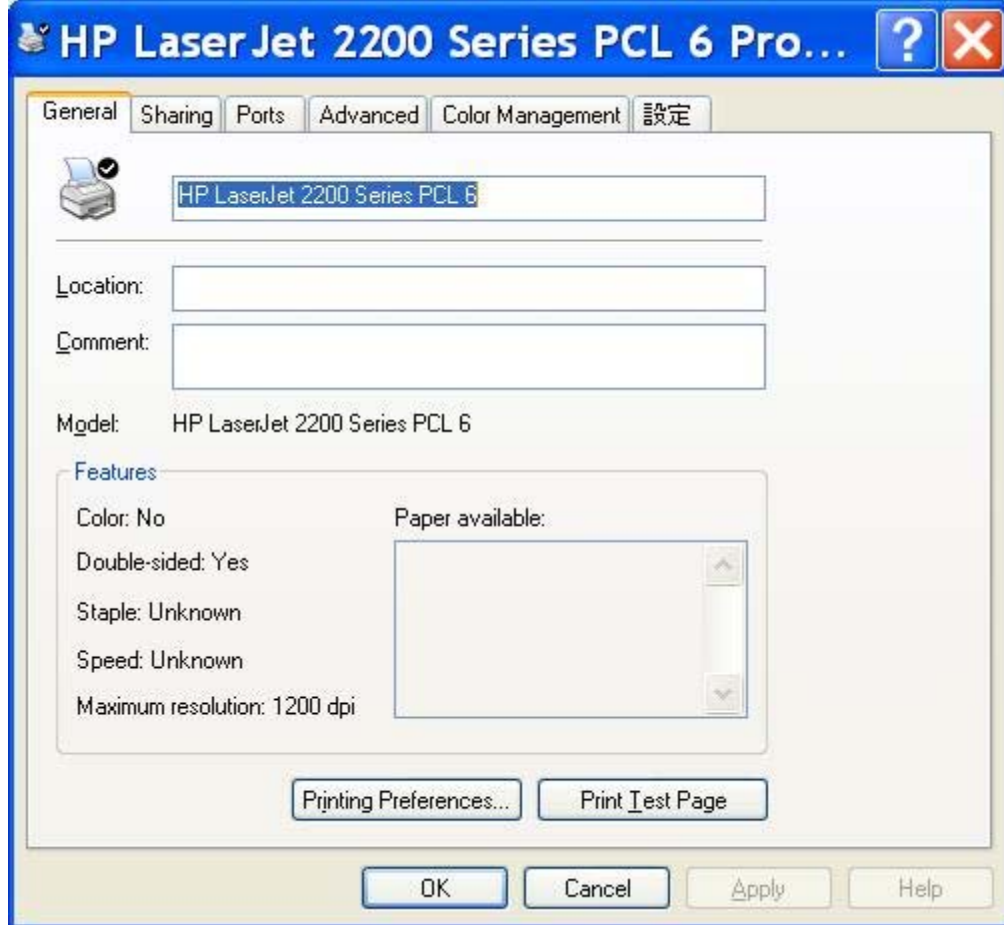 HP LaserJet 2200 Series PCL 6 Pro...
General Sharing Ports Advanced Color Management 設定
HP LaserJet 2200 Series PCL 6
Location:
Comment:
Model: HP LaserJet 2200 Series PCL 6
Features
Color: No Paper available:
Double-sided: Yes
Staple: Unknown
Speed: Unknown
Maximum resolution: 1200 dpi
Printing Preferences... Print Test Page
OK Cancel Apply Help